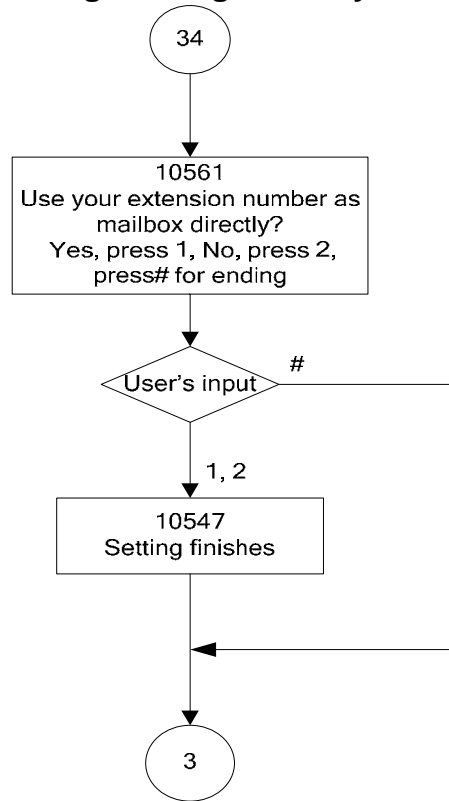 34
10561
Use your extension number as
mailbox directly?
Yes, press 1, No, press 2,
press# for ending
User's input
#
1, 2
10547
Setting finishes
3